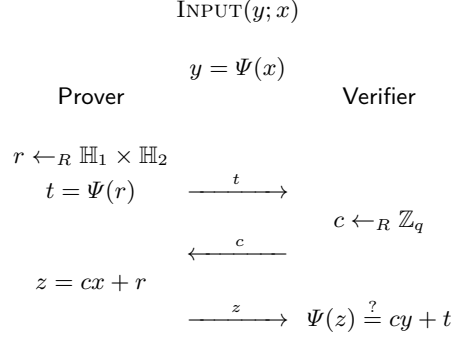 INPUT(y; x)
y = Ψ(x)
Prover Verifier
r ←R ℍ1 × ℍ2
t = Ψ(r) t
c ←R ℤq
c
z = cx + r
z Ψ(z) ≟ cy + t